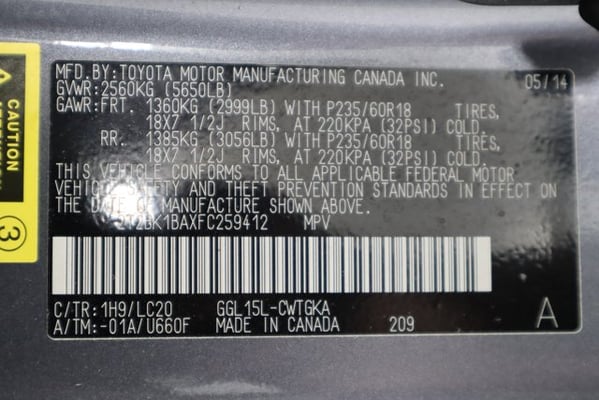 MFD.BY:TOYOTA MOTOR MANUFACTURING CANADA INC. 05/14
GVWR:2560KG (5650LB)
GAWR:FRT. 1360KG (2999LB) WITH P235/60R18 TIRES,
18X7 1/2J RIMS, AT 220KPA (32PSI) COLD.
RR. 1385KG (3056LB) WITH P235/60R18 TIRES,
18X7 1/2J RIMS, AT 220KPA (32PSI) COLD.
THIS VEHICLE CONFORMS TO ALL APPLICABLE FEDERAL MOTOR
VEHICLE SAFETY AND THEFT PREVENTION STANDARDS IN EFFECT ON
THE DATE OF MANUFACTURE SHOWN ABOVE.
MPV
C/TR:1H9/LC20 GGL15L-CWTGKA
A/TM:-01A/U660F MADE IN CANADA 209 A
CAUTION
3